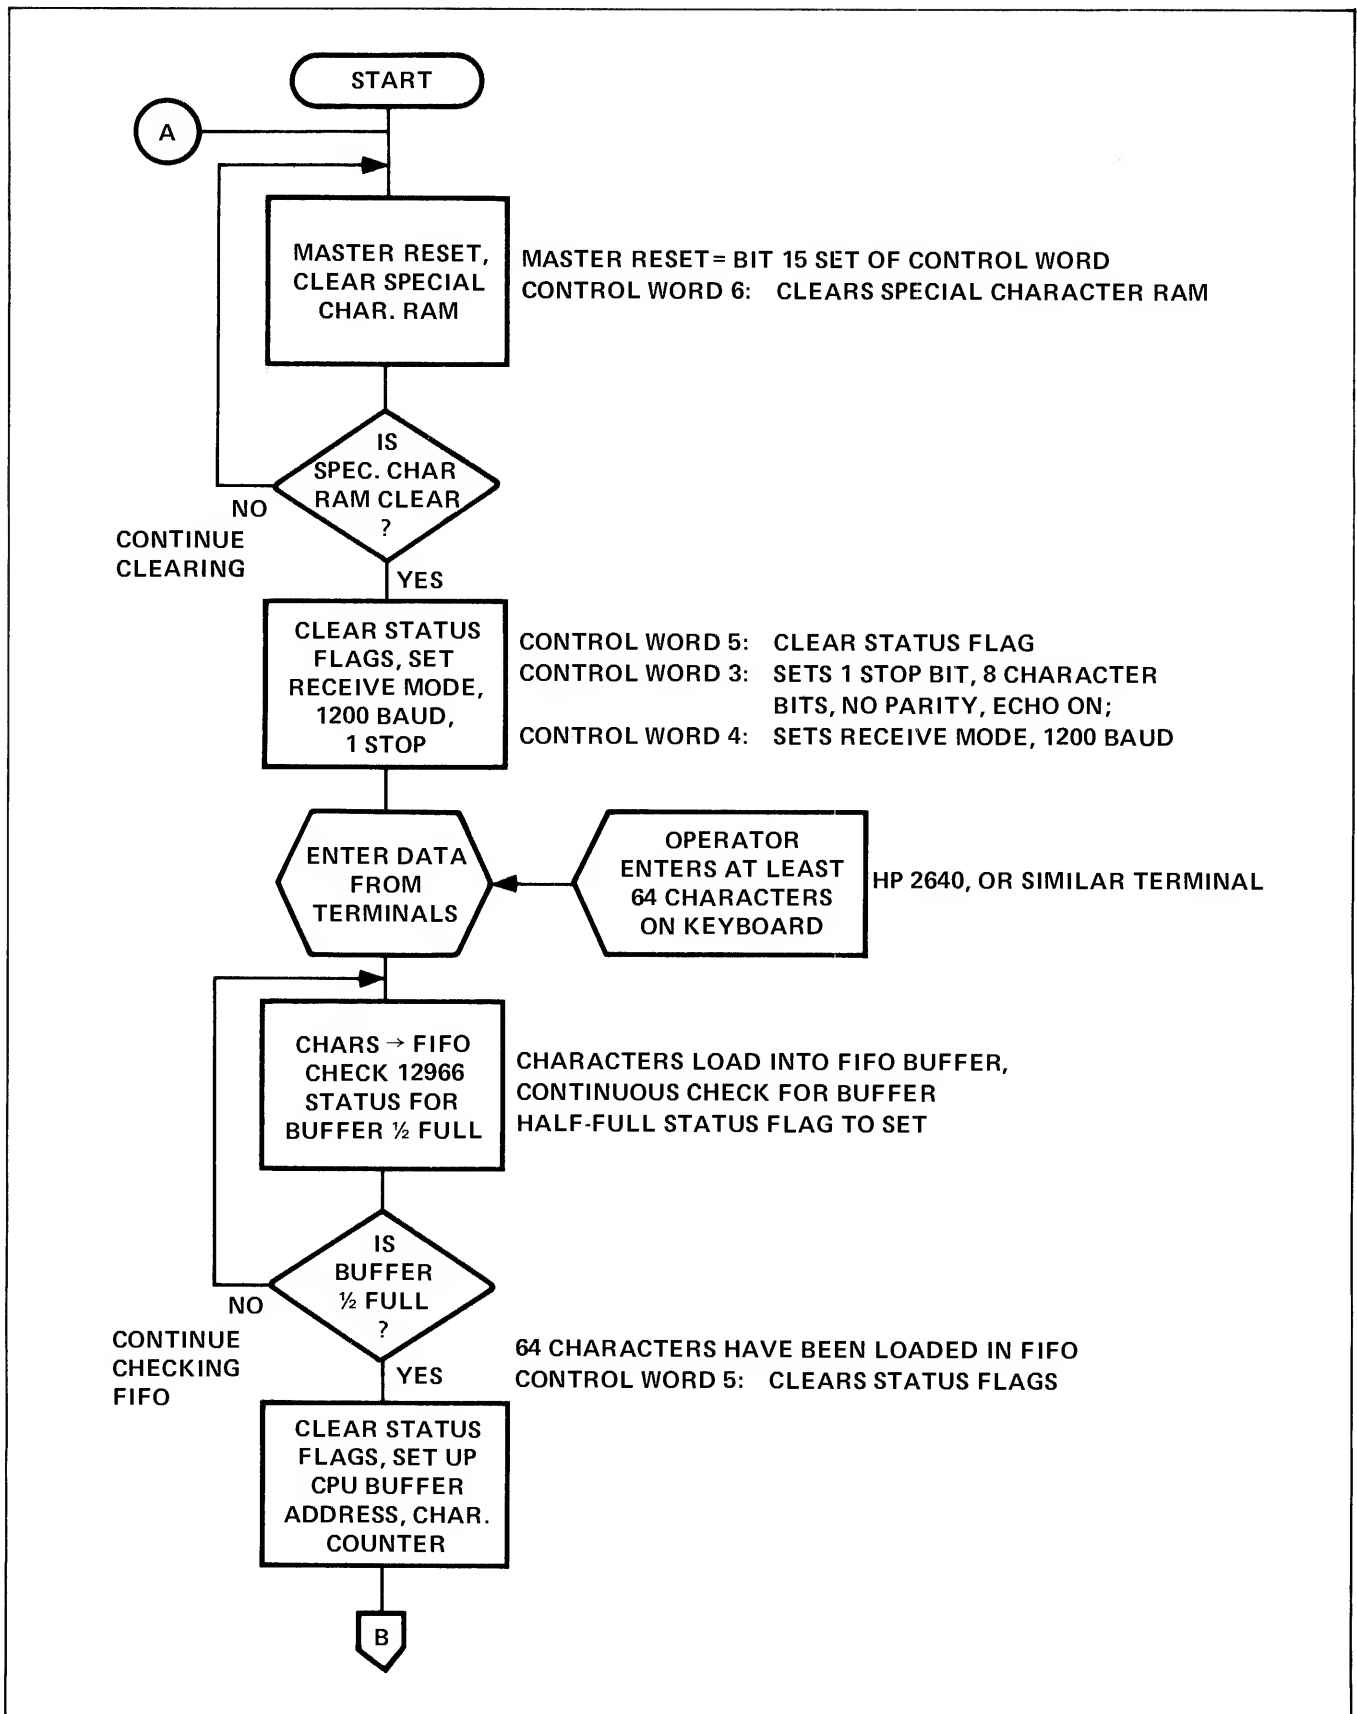 START
A
MASTER RESET,
CLEAR SPECIAL
CHAR. RAM
MASTER RESET = BIT 15 SET OF CONTROL WORD
CONTROL WORD 6: CLEARS SPECIAL CHARACTER RAM
IS
SPEC. CHAR
RAM CLEAR
?
NO
CONTINUE
CLEARING
YES
CLEAR STATUS
FLAGS, SET
RECEIVE MODE,
1200 BAUD,
1 STOP
CONTROL WORD 5: CLEAR STATUS FLAG
CONTROL WORD 3: SETS 1 STOP BIT, 8 CHARACTER
BITS, NO PARITY, ECHO ON;
CONTROL WORD 4: SETS RECEIVE MODE, 1200 BAUD
ENTER DATA
FROM
TERMINALS
OPERATOR
ENTERS AT LEAST
64 CHARACTERS
ON KEYBOARD
HP 2640, OR SIMILAR TERMINAL
CHARS → FIFO
CHECK 12966
STATUS FOR
BUFFER ½ FULL
CHARACTERS LOAD INTO FIFO BUFFER,
CONTINUOUS CHECK FOR BUFFER
HALF-FULL STATUS FLAG TO SET
IS
BUFFER
½ FULL
?
NO
CONTINUE
CHECKING
FIFO
YES
64 CHARACTERS HAVE BEEN LOADED IN FIFO
CONTROL WORD 5: CLEARS STATUS FLAGS
CLEAR STATUS
FLAGS, SET UP
CPU BUFFER
ADDRESS, CHAR.
COUNTER
B